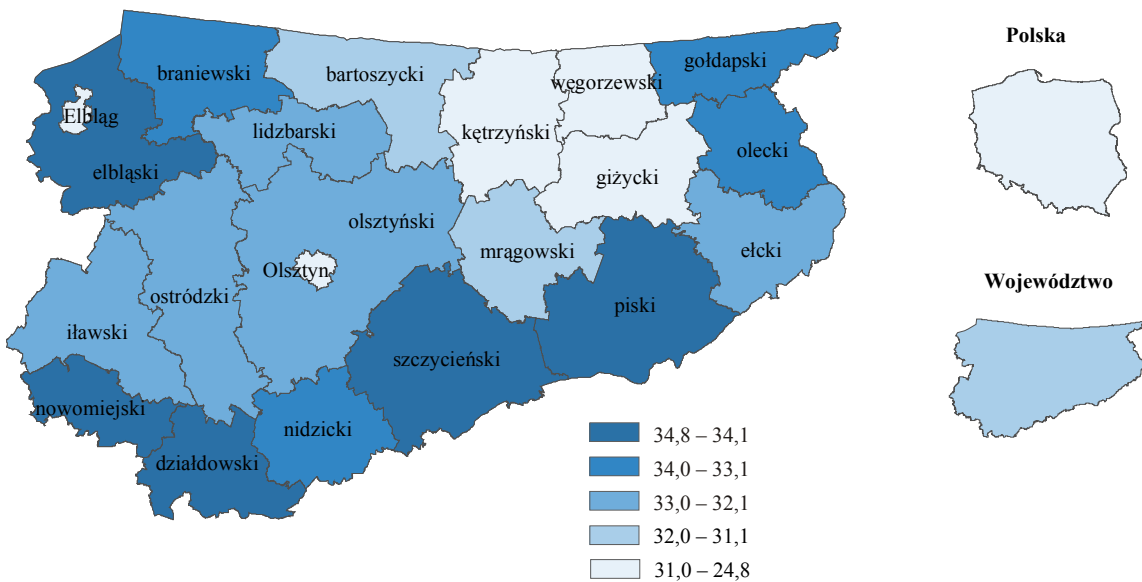 Polska
gołdapski
braniewski
bartoszycki
węgorzewski
Elbląg
lidzbarski
kętrzyński
olecki
elbląski
giżycki
olsztyński
mrągowski
ełcki
Olsztyn
Województwo
ostródzki
piski
iławski
szczycieński
nowomiejski
nidzicki
działdowski
34,8 – 34,1
34,0 – 33,1
33,0 – 32,1
32,0 – 31,1
31,0 – 24,8